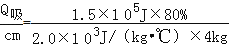 Q吸 = 1.5×10⁵J×80%
cm 2.0×10³J/（kg•℃）×4kg